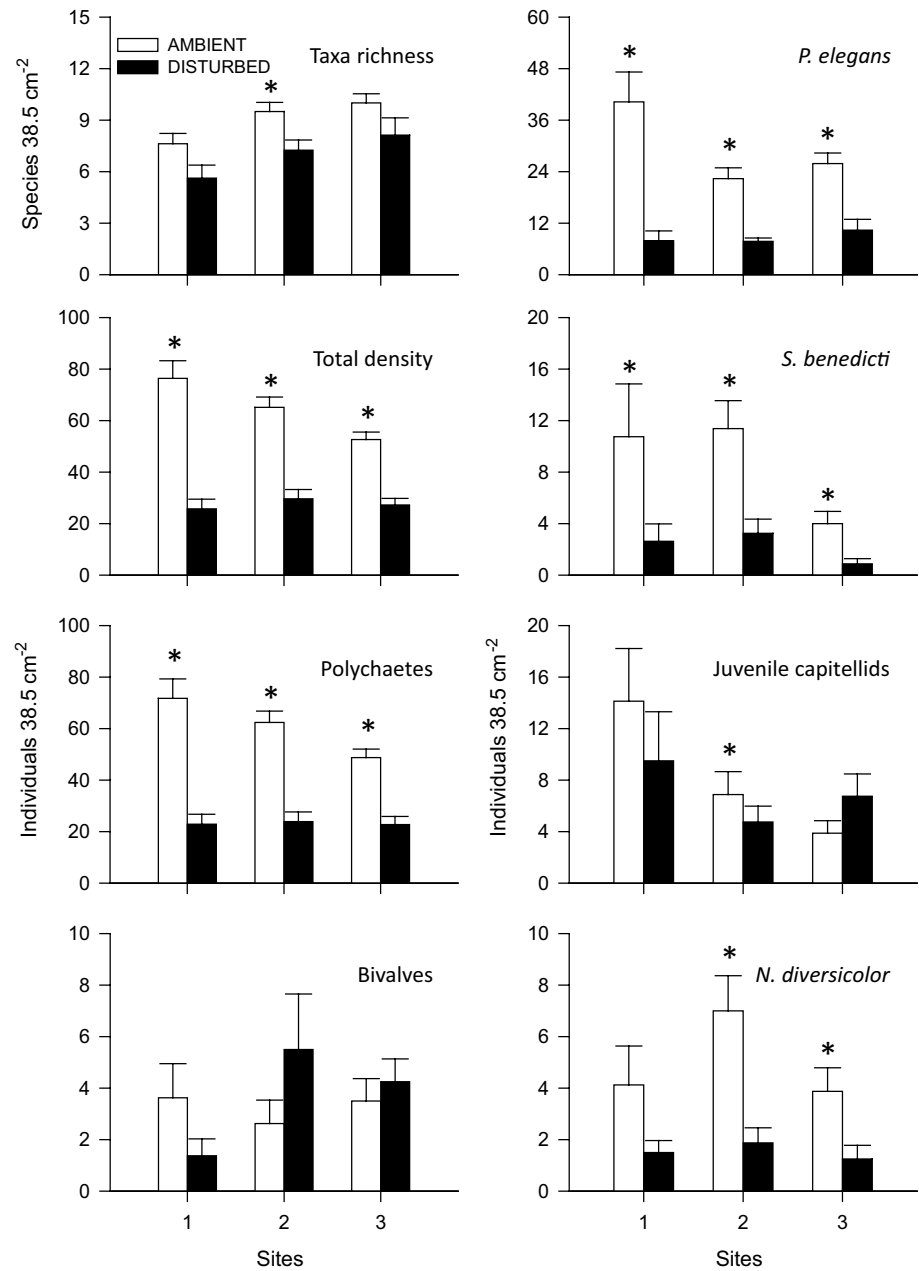 15
12
9
6
3
0
Species 38.5 cm-2
AMBIENT
DISTURBED
Taxa richness
*
60
48
36
24
12
0
P. elegans
* * *
100
80
60
40
20
0
Total density
* * *
20
16
12
8
4
0
S. benedicti
* * *
100
80
60
40
20
0
Individuals 38.5 cm-2
Polychaetes
* * *
20
16
12
8
4
0
Individuals 38.5 cm-2
Juvenile capitellids
*
10
8
6
4
2
0
Bivalves
1 2 3
Sites
10
8
6
4
2
0
N. diversicolor
* *
1 2 3
Sites